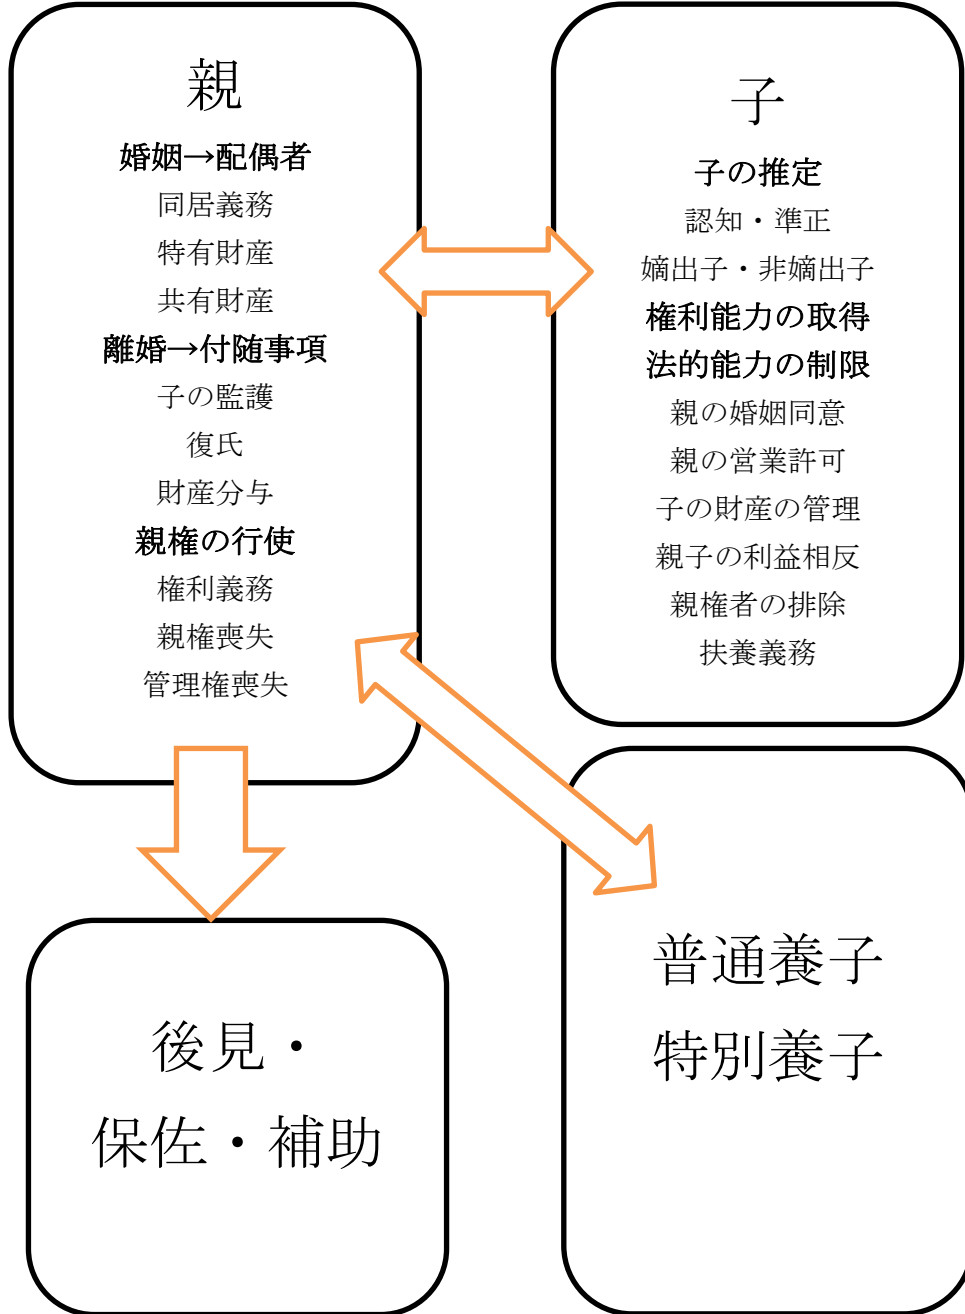 親
婚姻→配偶者
同居義務
特有財産
共有財産
離婚→付随事項
子の監護
復氏
財産分与
親権の行使
権利義務
親権喪失
管理権喪失
子
子の推定
認知・準正
嫡出子・非嫡出子
権利能力の取得
法的能力の制限
親の婚姻同意
親の営業許可
子の財産の管理
親子の利益相反
親権者の排除
扶養義務
後見・
保佐・補助
普通養子
特別養子